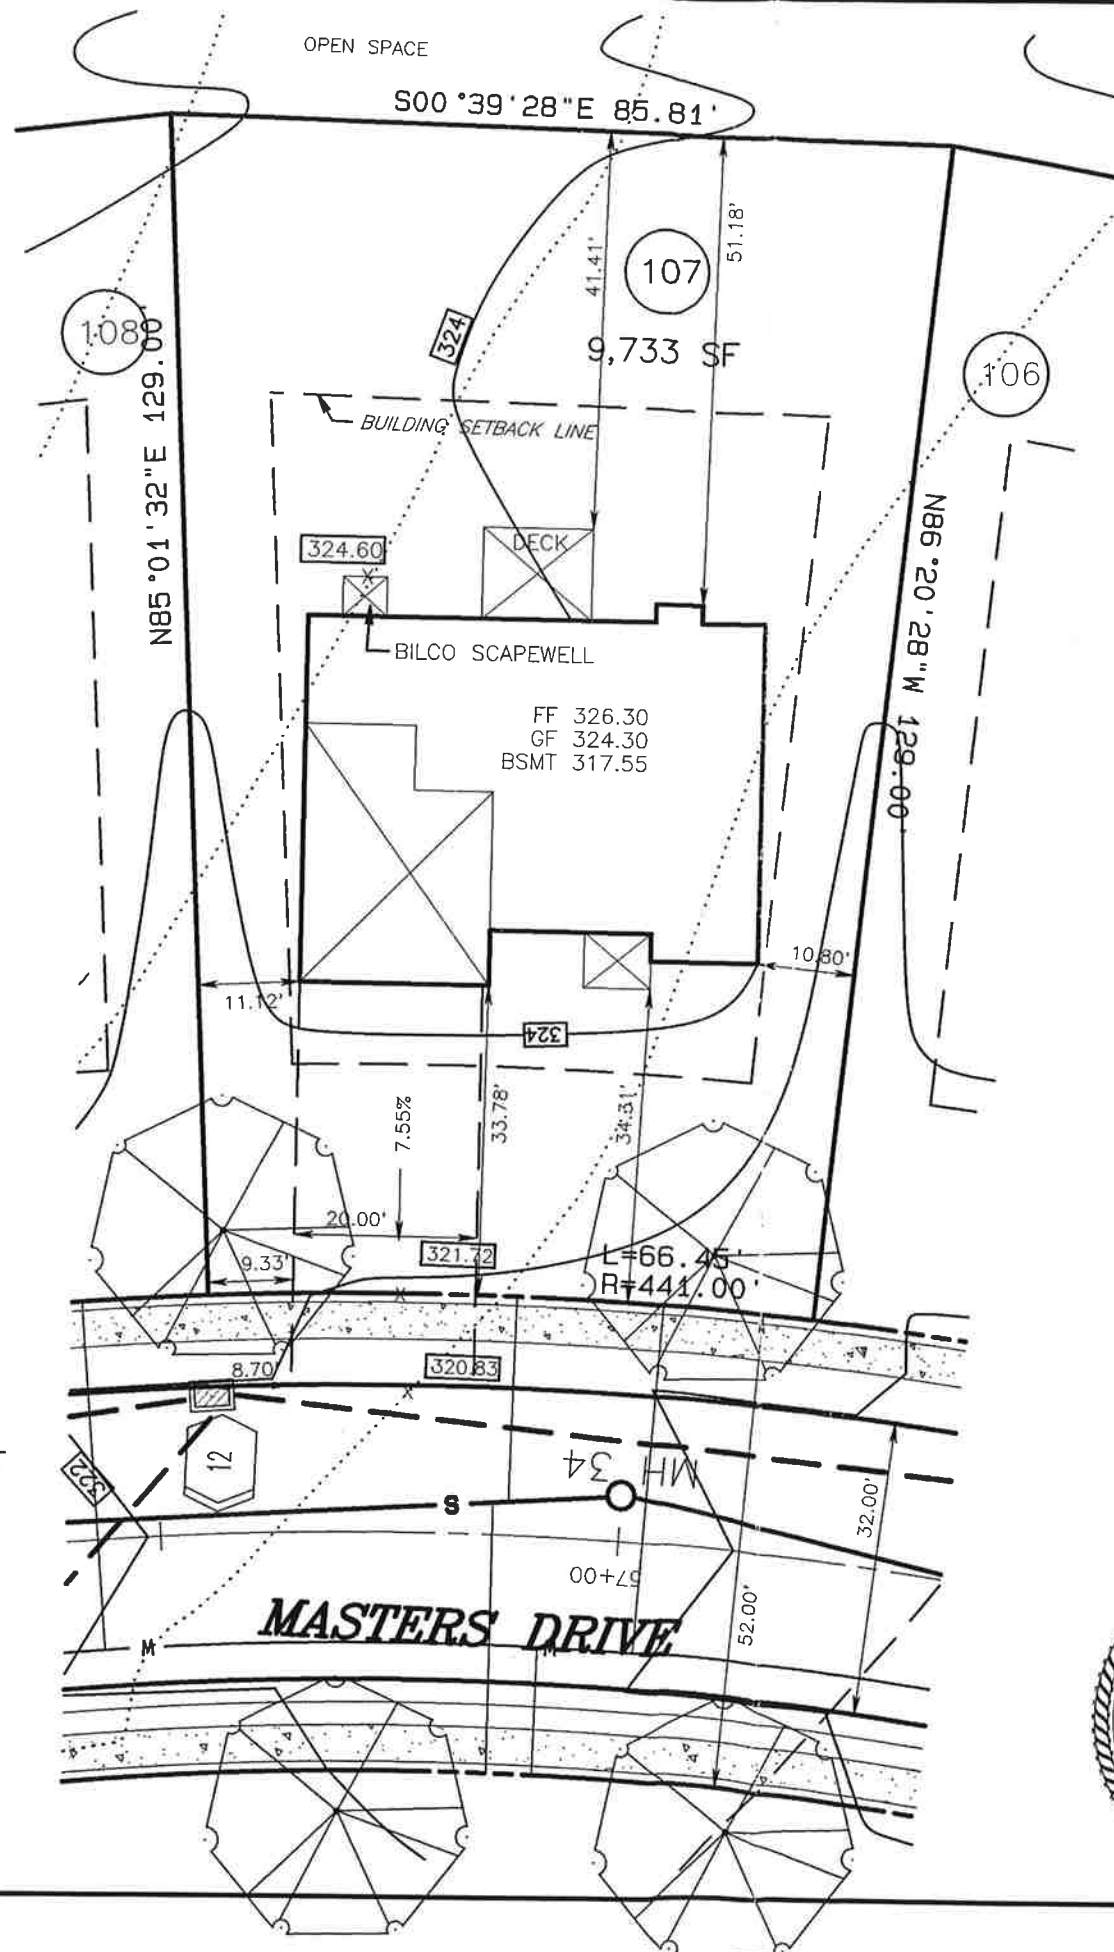 OPEN SPACE
S00°39'28"E 85.81'
41.41'
107
51.18'
108
324
9,733 SF
106
N85°01'32"E 129.00'
BUILDING SETBACK LINE
N86°20'28"W 129.00'
324.60
DECK
BILCO SCAPEWELL
FF 326.30
GF 324.30
BSMT 317.55
11.12'
10.80'
324
7.55%
33.78'
34.31'
20.00'
321.72
L=66.45'
R=441.00'
9.33'
8.70'
320.83
12
322
MH
34
S
32.00'
57+00
52.00'
MASTERS DRIVE
M
M